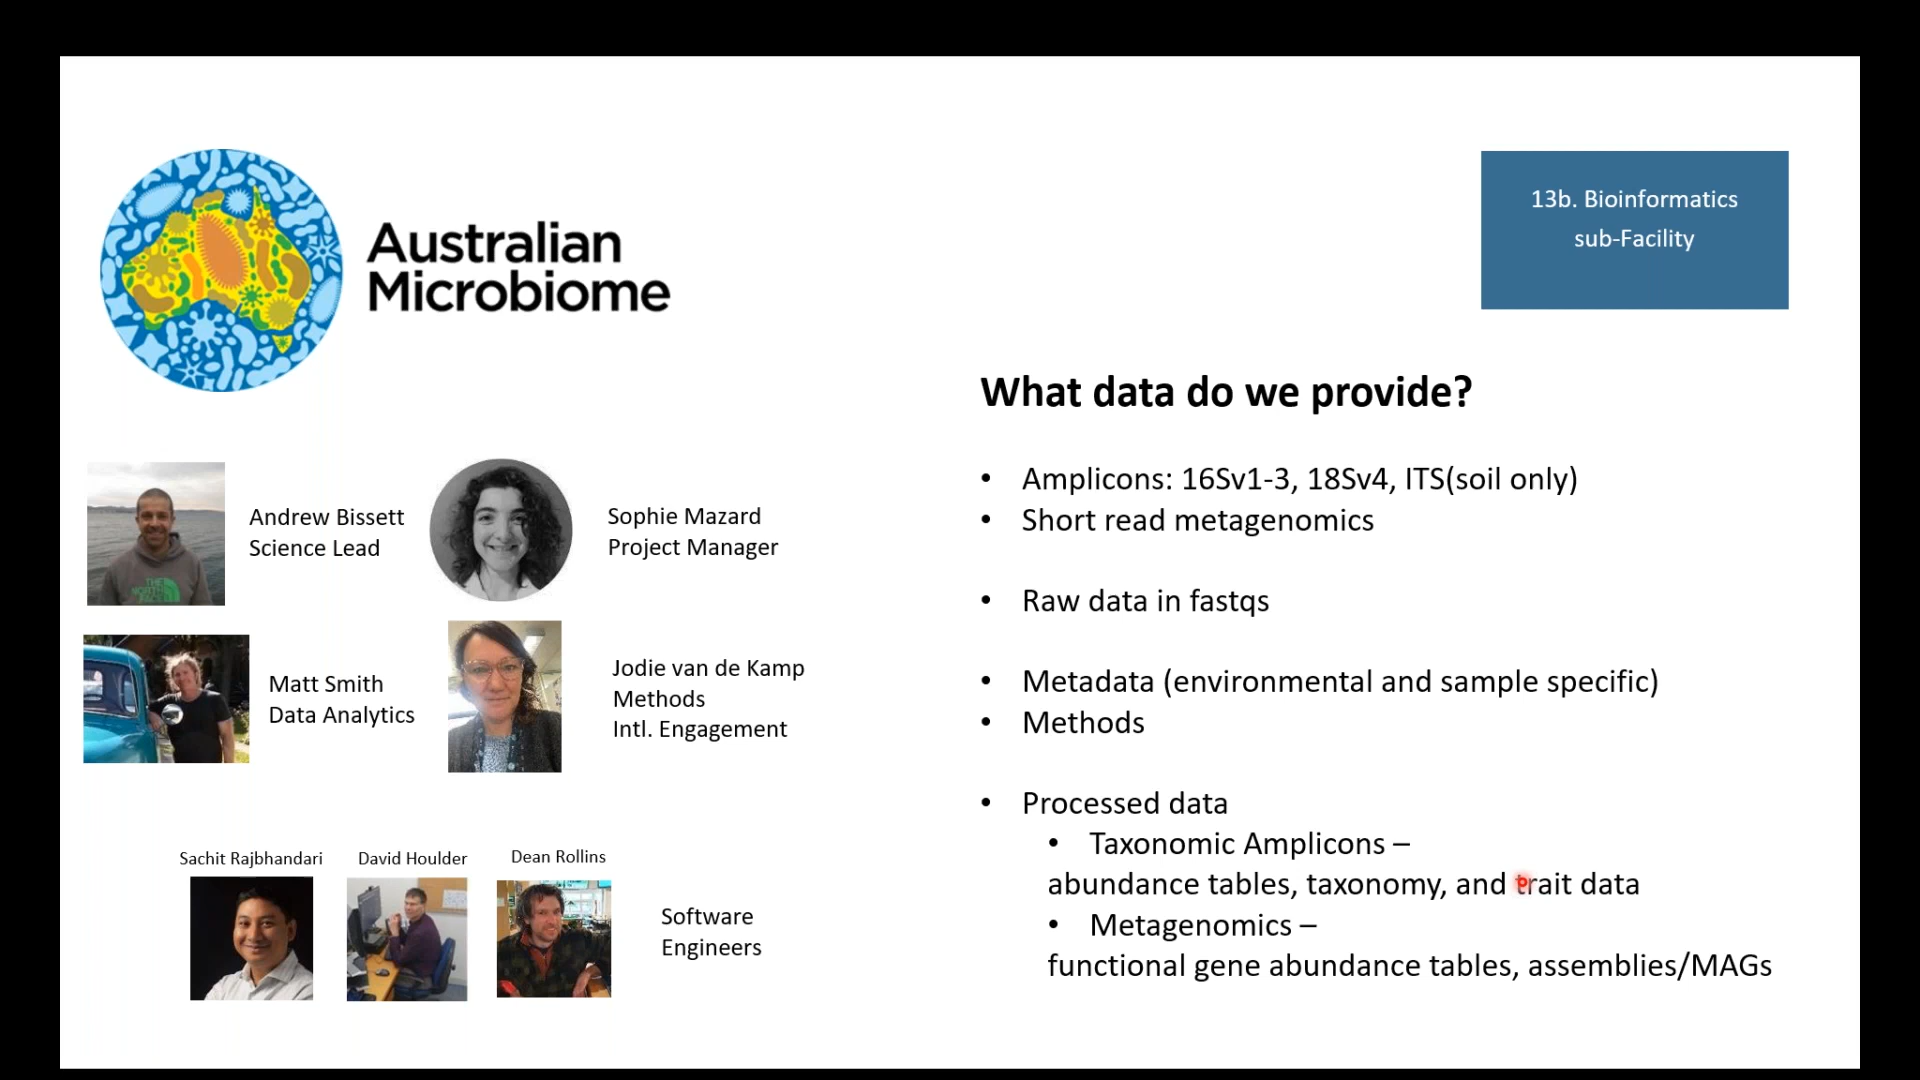 Australian
Microbiome
13b. Bioinformatics
sub-Facility
Andrew Bissett
Science Lead
Sophie Mazard
Project Manager
Matt Smith
Data Analytics
Jodie van de Kamp
Methods
Intl. Engagement
Sachit Rajbhandari
David Houlder
Dean Rollins
Software
Engineers
What data do we provide?
• Amplicons: 16Sv1-3, 18Sv4, ITS(soil only)
• Short read metagenomics
• Raw data in fastqs
• Metadata (environmental and sample specific)
• Methods
• Processed data
• Taxonomic Amplicons –
abundance tables, taxonomy, and trait data
• Metagenomics –
functional gene abundance tables, assemblies/MAGs